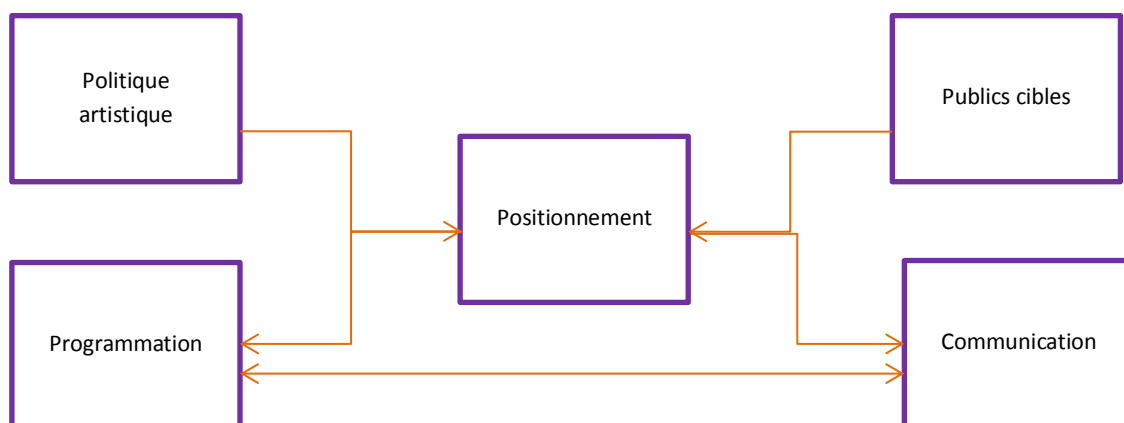 Politique
artistique
Publics cibles
Positionnement
Programmation
Communication